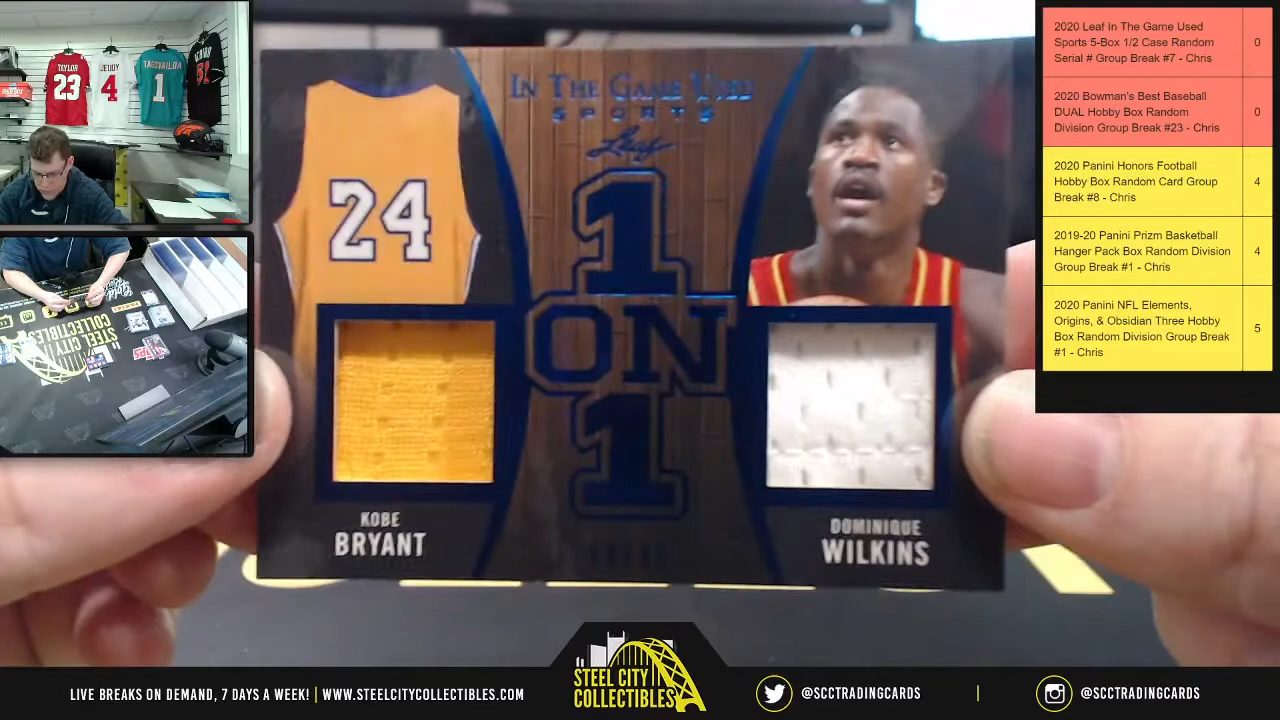 TAYLOR
23
JEUDY
4
TAGOVAILOA
1
IN THE GAME USED
SPORTS
Leaf
24
1
ON
1
KOBE
BRYANT
DOMINIQUE
WILKINS
2020 Leaf In The Game Used
Sports 5-Box 1/2 Case Random
Serial # Group Break #7 - Chris
0
2020 Bowman's Best Baseball
DUAL Hobby Box Random
Division Group Break #23 - Chris
0
2020 Panini Honors Football
Hobby Box Random Card Group
Break #8 - Chris
4
2019-20 Panini Prizm Basketball
Hanger Pack Box Random Division
Group Break #1 - Chris
4
2020 Panini NFL Elements,
Origins, & Obsidian Three Hobby
Box Random Division Group Break
#1 - Chris
5
STEEL CITY
COLLECTIBLES
LIVE BREAKS ON DEMAND, 7 DAYS A WEEK! | WWW.STEELCITYCOLLECTIBLES.COM
STEEL CITY
COLLECTIBLES
@SCCTRADINGCARDS | @SCCTRADINGCARDS